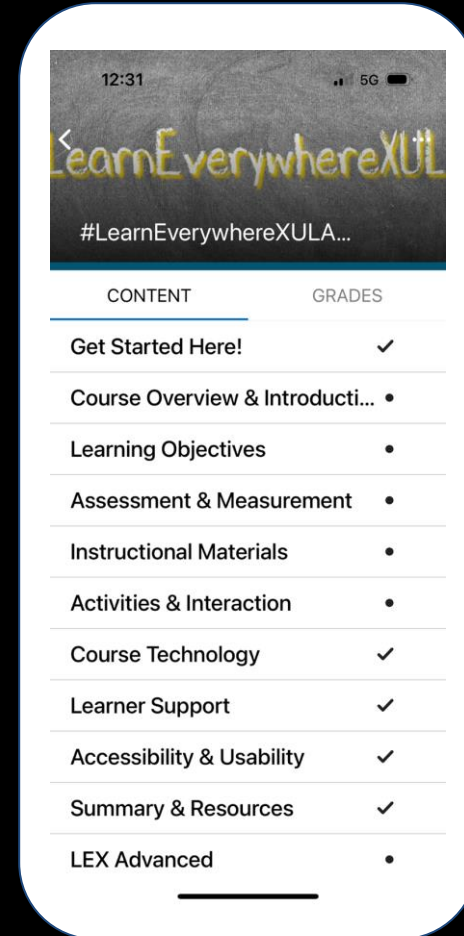 12:31
5G
LearnEverywhereXUL
#LearnEverywhereXULA...
CONTENT GRADES
Get Started Here!
Course Overview & Introducti...
Learning Objectives
Assessment & Measurement
Instructional Materials
Activities & Interaction
Course Technology
Learner Support
Accessibility & Usability
Summary & Resources
LEX Advanced